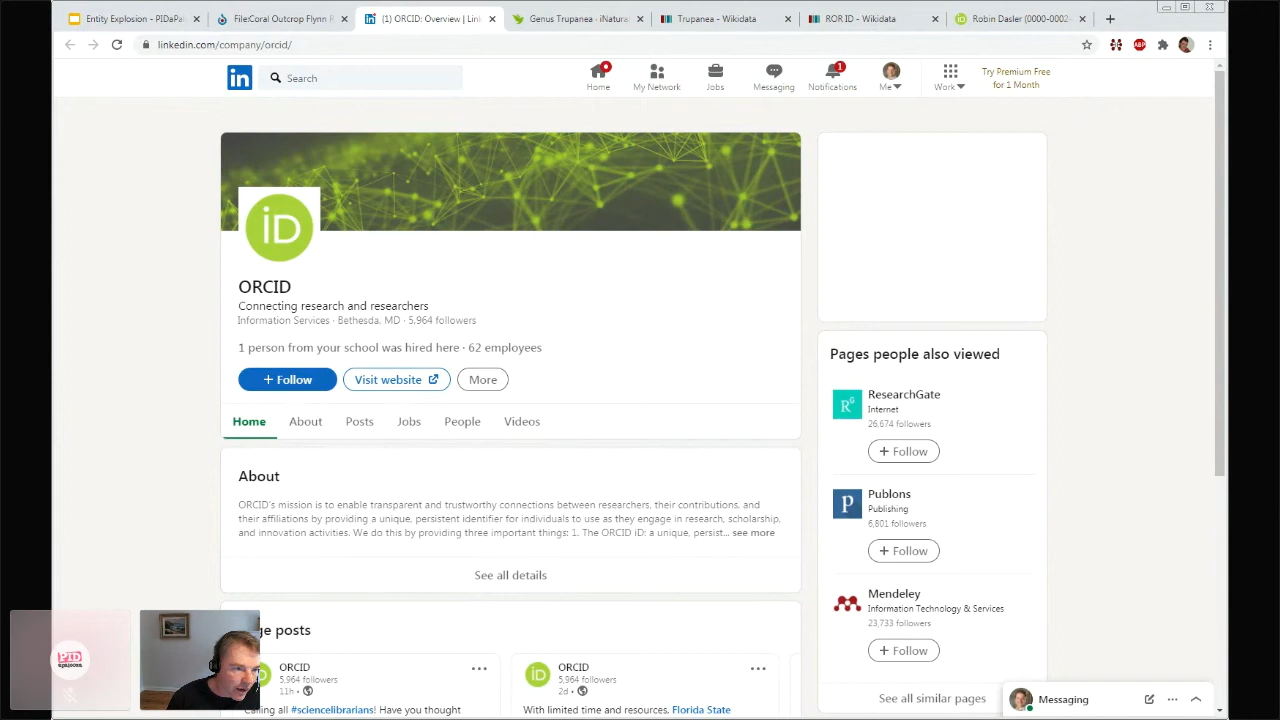 Entity Explosion - PIDaPal
File:Coral Outcrop Flynn R
(1) ORCID: Overview | Link
Genus Trupanea · iNatura
Trupanea - Wikidata
ROR ID - Wikidata
Robin Dasler (0000-0002-
linkedin.com/company/orcid/
ABP
in
Search
Home
My Network
Jobs
Messaging
1
Notifications
Me
Work
Try Premium Free
for 1 Month
iD
ORCID
Connecting research and researchers
Information Services · Bethesda, MD · 5,964 followers
1 person from your school was hired here · 62 employees
+ Follow
Visit website
More
Home
About
Posts
Jobs
People
Videos
About
ORCID's mission is to enable transparent and trustworthy connections between researchers, their contributions, and
their affiliations by providing a unique, persistent identifier for individuals to use as they engage in research, scholarship,
and innovation activities. We do this by providing three important things: 1. The ORCID iD: a unique, persist... see more
See all details
ge posts
ORCID
5,964 followers
11h •
alling all #sciencelibrarians! Have you thought
iD
ORCID
5,964 followers
2d •
With limited time and resources, Florida State
Pages people also viewed
RG
ResearchGate
Internet
26,674 followers
+ Follow
P
Publons
Publishing
6,801 followers
+ Follow
Mendeley
Information Technology & Services
23,733 followers
+ Follow
See all similar pages
Messaging
PID
apalooza